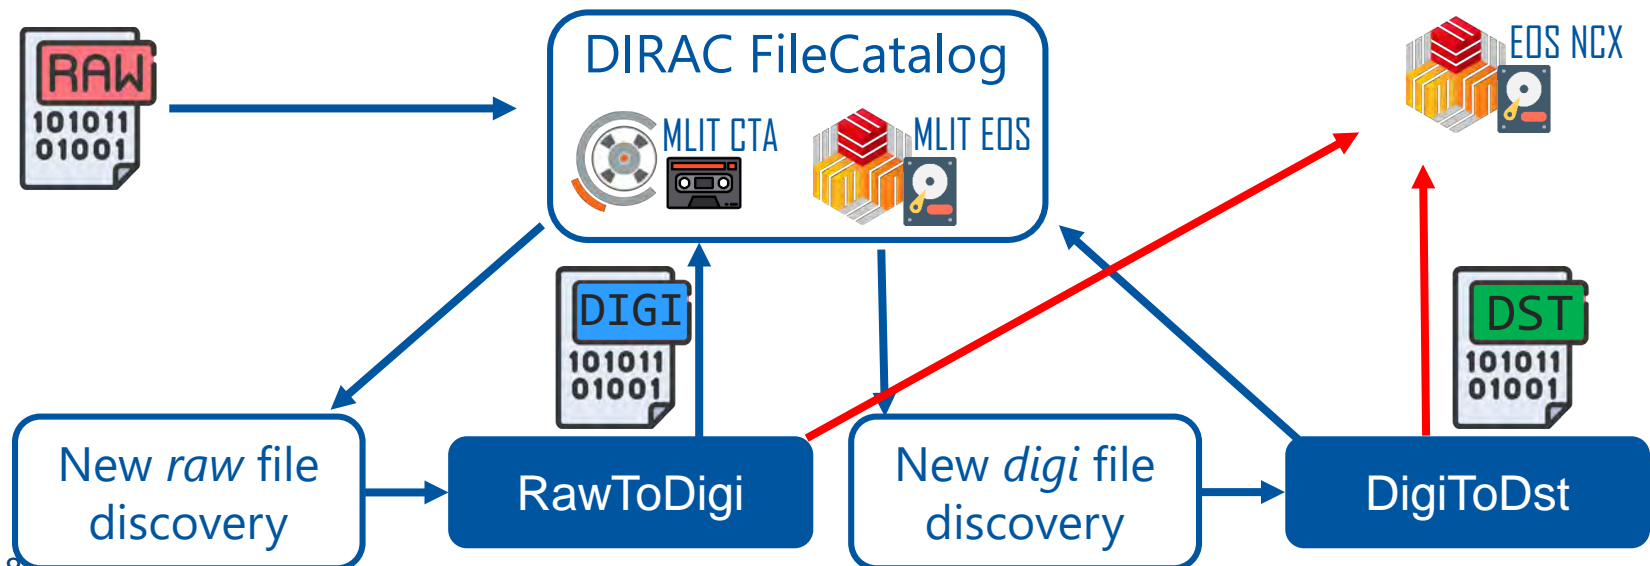 RAW
101011
01001
DIRAC FileCatalog
MLIT CTA
MLIT EOS
EOS NCX
DIGI
101011
01001
DST
101011
01001
New raw file
discovery
RawToDigi
New digi file
discovery
DigiToDst